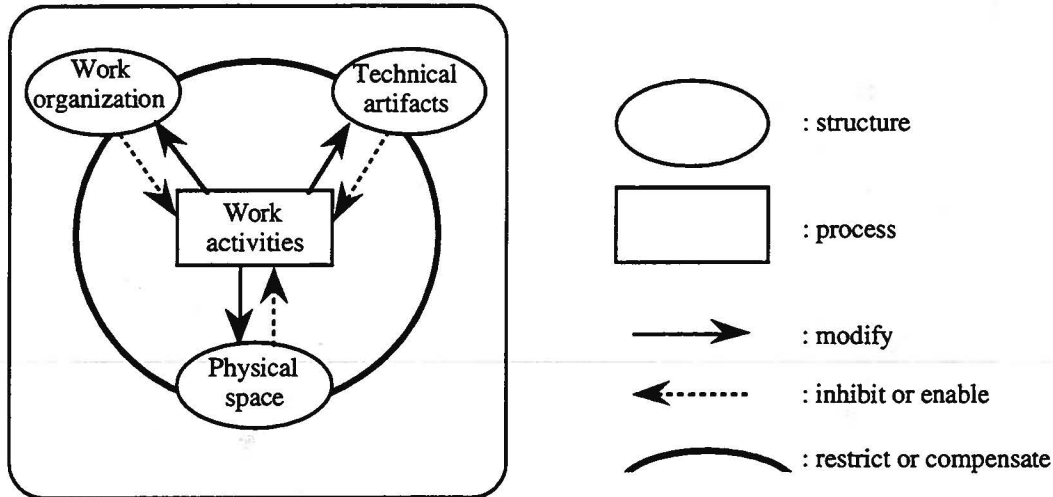 Work
organization
Technical
artifacts
Work
activities
Physical
space
: structure
: process
: modify
: inhibit or enable
: restrict or compensate